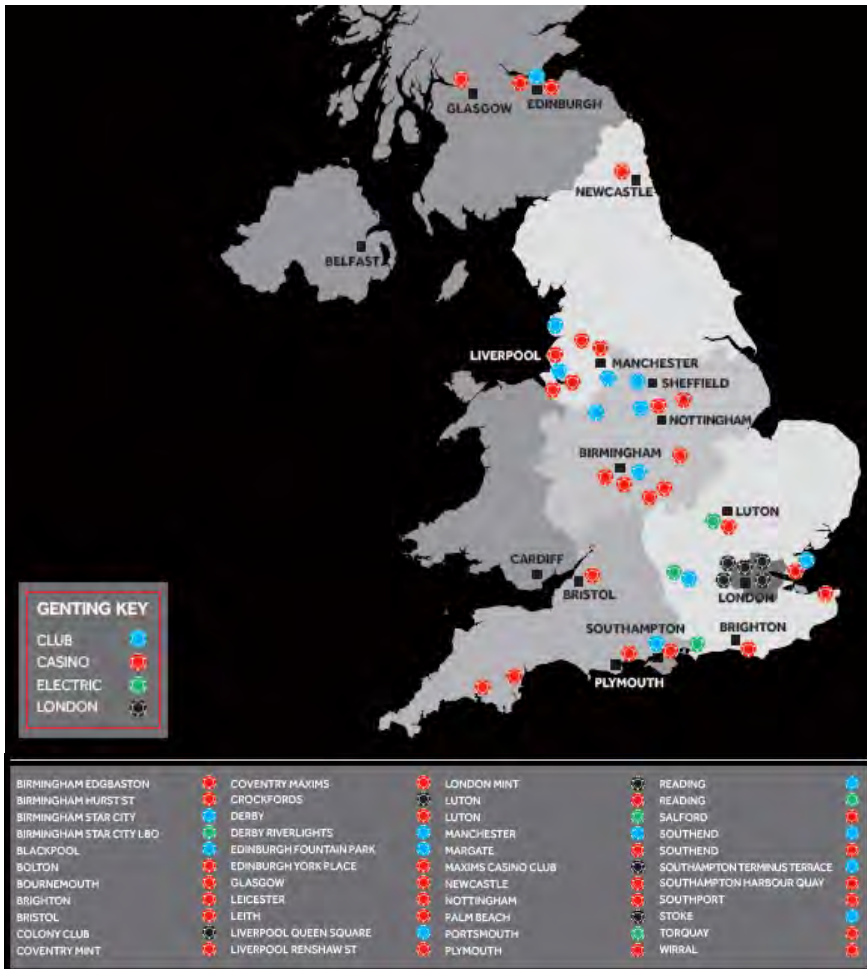 GLASGOW
EDINBURGH
NEWCASTLE
BELFAST
LIVERPOOL
MANCHESTER
SHEFFIELD
NOTTINGHAM
BIRMINGHAM
LUTON
CARDIFF
BRISTOL
LONDON
SOUTHAMPTON
BRIGHTON
PLYMOUTH
GENTING KEY
CLUB
CASINO
ELECTRIC
LONDON
BIRMINGHAM EDGBASTON
BIRMINGHAM HURST ST
BIRMINGHAM STAR CITY
BIRMINGHAM STAR CITY LBO
BLACKPOOL
BOLTON
BOURNEMOUTH
BRIGHTON
BRISTOL
COLONY CLUB
COVENTRY MINT
COVENTRY MAXIMS
CROCKFORDS
DERBY
DERBY RIVERLIGHTS
EDINBURGH FOUNTAIN PARK
EDINBURGH YORK PLACE
GLASGOW
LEICESTER
LEITH
LIVERPOOL QUEEN SQUARE
LIVERPOOL RENSHAW ST
LONDON MINT
LUTON
LUTON
MANCHESTER
MARGATE
MAXIMS CASINO CLUB
NEWCASTLE
NOTTINGHAM
PALM BEACH
PORTSMOUTH
PLYMOUTH
READING
READING
SALFORD
SOUTHEND
SOUTHEND
SOUTHAMPTON TERMINUS TERRACE
SOUTHAMPTON HARBOUR QUAY
SOUTHPORT
STOKE
TORQUAY
WIRRAL